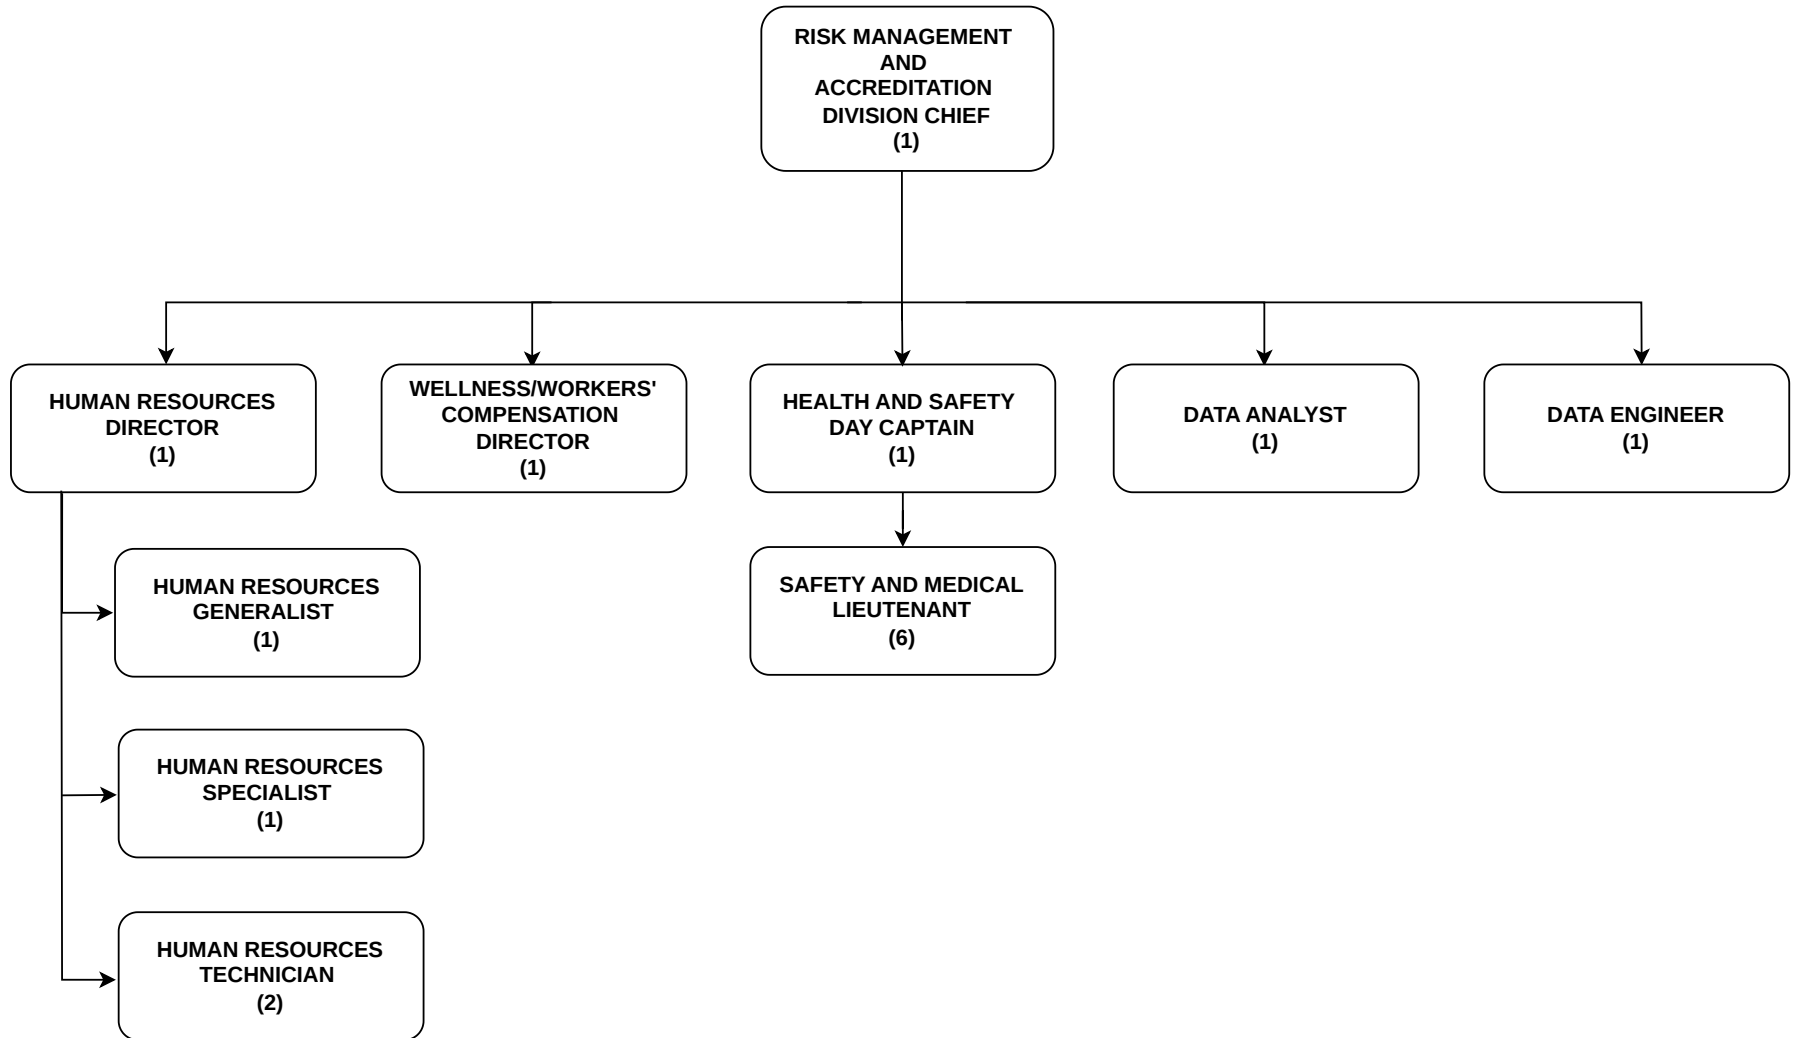 RISK MANAGEMENT
AND
ACCREDITATION
DIVISION CHIEF
(1)
HUMAN RESOURCES
DIRECTOR
(1)
WELLNESS/WORKERS'
COMPENSATION
DIRECTOR
(1)
HEALTH AND SAFETY
DAY CAPTAIN
(1)
DATA ANALYST
(1)
DATA ENGINEER
(1)
HUMAN RESOURCES
GENERALIST
(1)
SAFETY AND MEDICAL
LIEUTENANT
(6)
HUMAN RESOURCES
SPECIALIST
(1)
HUMAN RESOURCES
TECHNICIAN
(2)